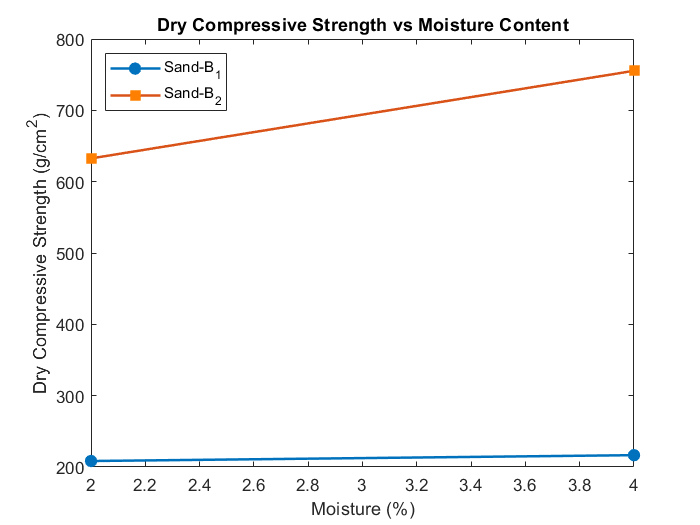 Dry Compressive Strength vs Moisture Content
Sand-B1
Sand-B2
Dry Compressive Strength (g/cm2)
800
700
600
500
400
300
200
2 2.2 2.4 2.6 2.8 3 3.2 3.4 3.6 3.8 4
Moisture (%)